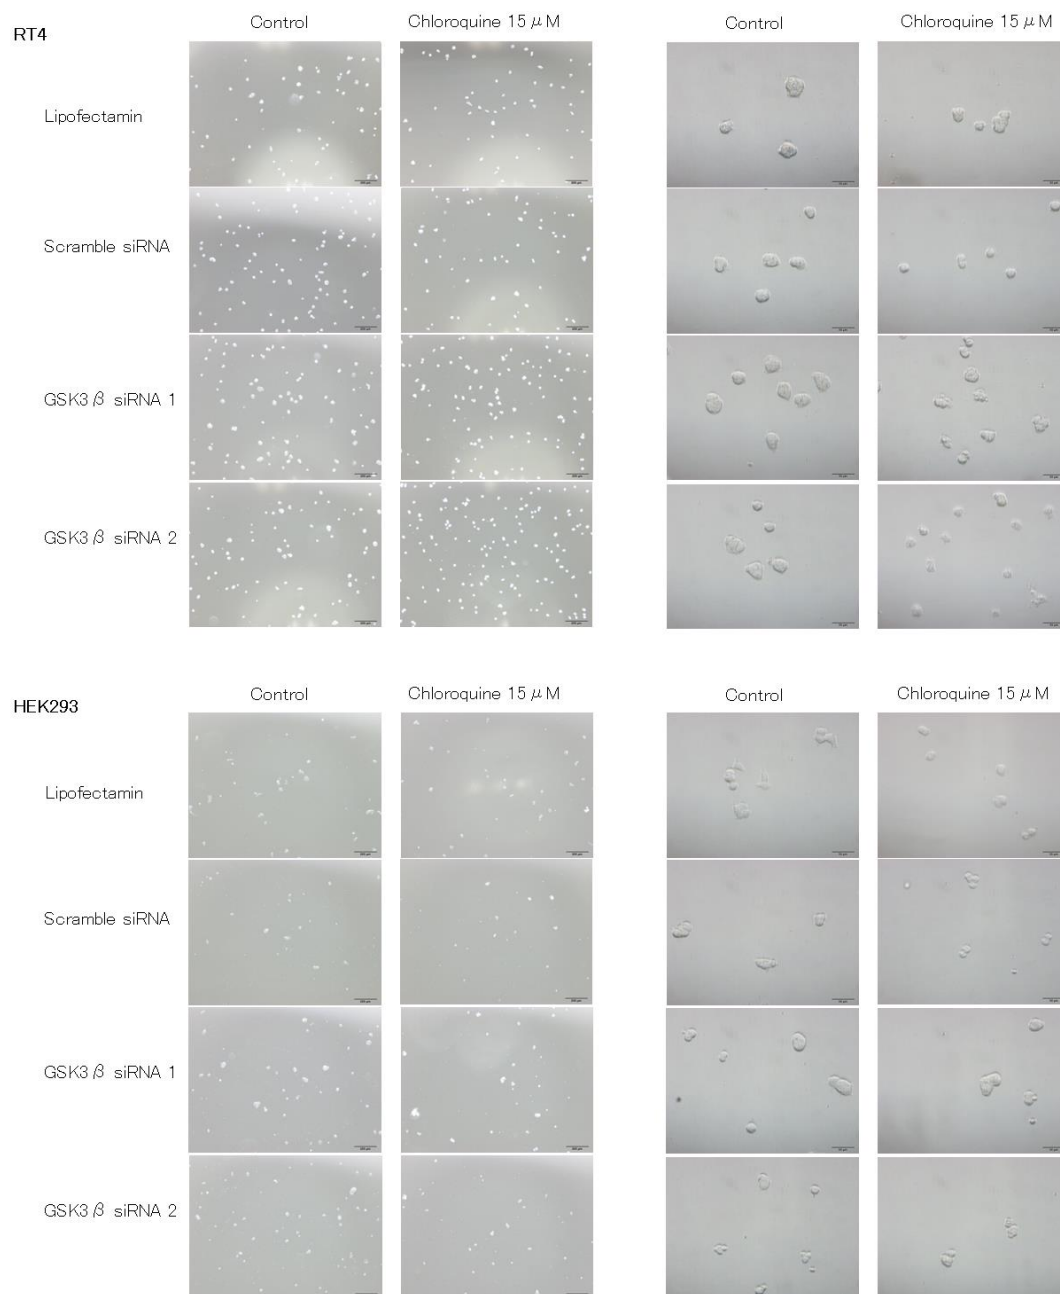 Control Chloroquine 15 μM Control Chloroquine 15 μM
RT4
Lipofectamin
Scramble siRNA
GSK3β siRNA 1
GSK3β siRNA 2
Control Chloroquine 15 μM Control Chloroquine 15 μM
HEK293
Lipofectamin
Scramble siRNA
GSK3β siRNA 1
GSK3β siRNA 2